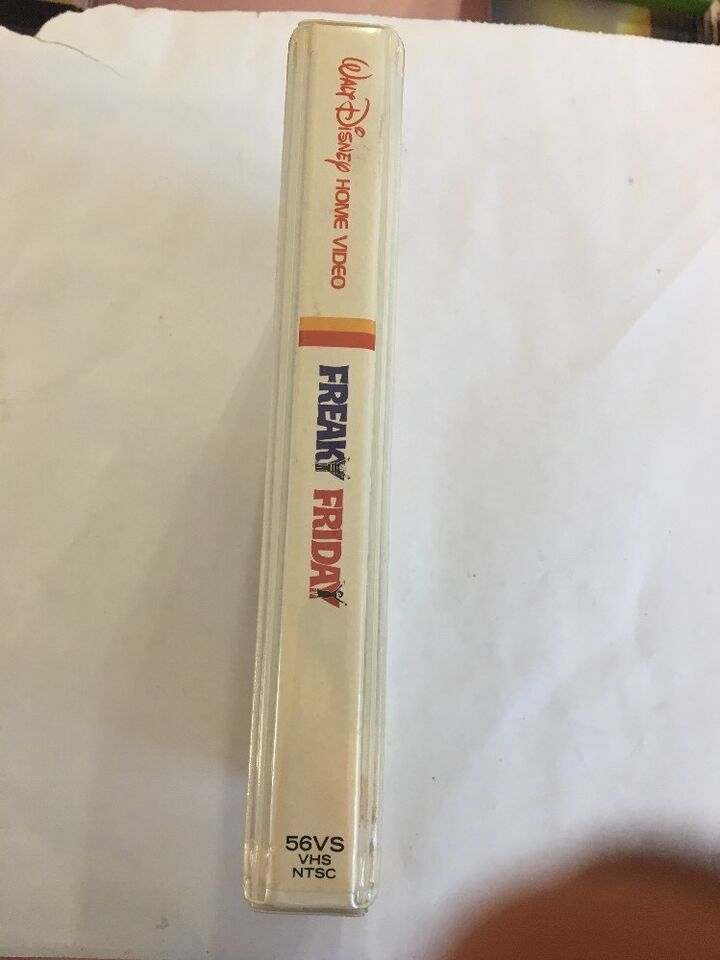 WALT DISNEY HOME VIDEO
FREAKY FRIDAY
56VS
VHS
NTSC